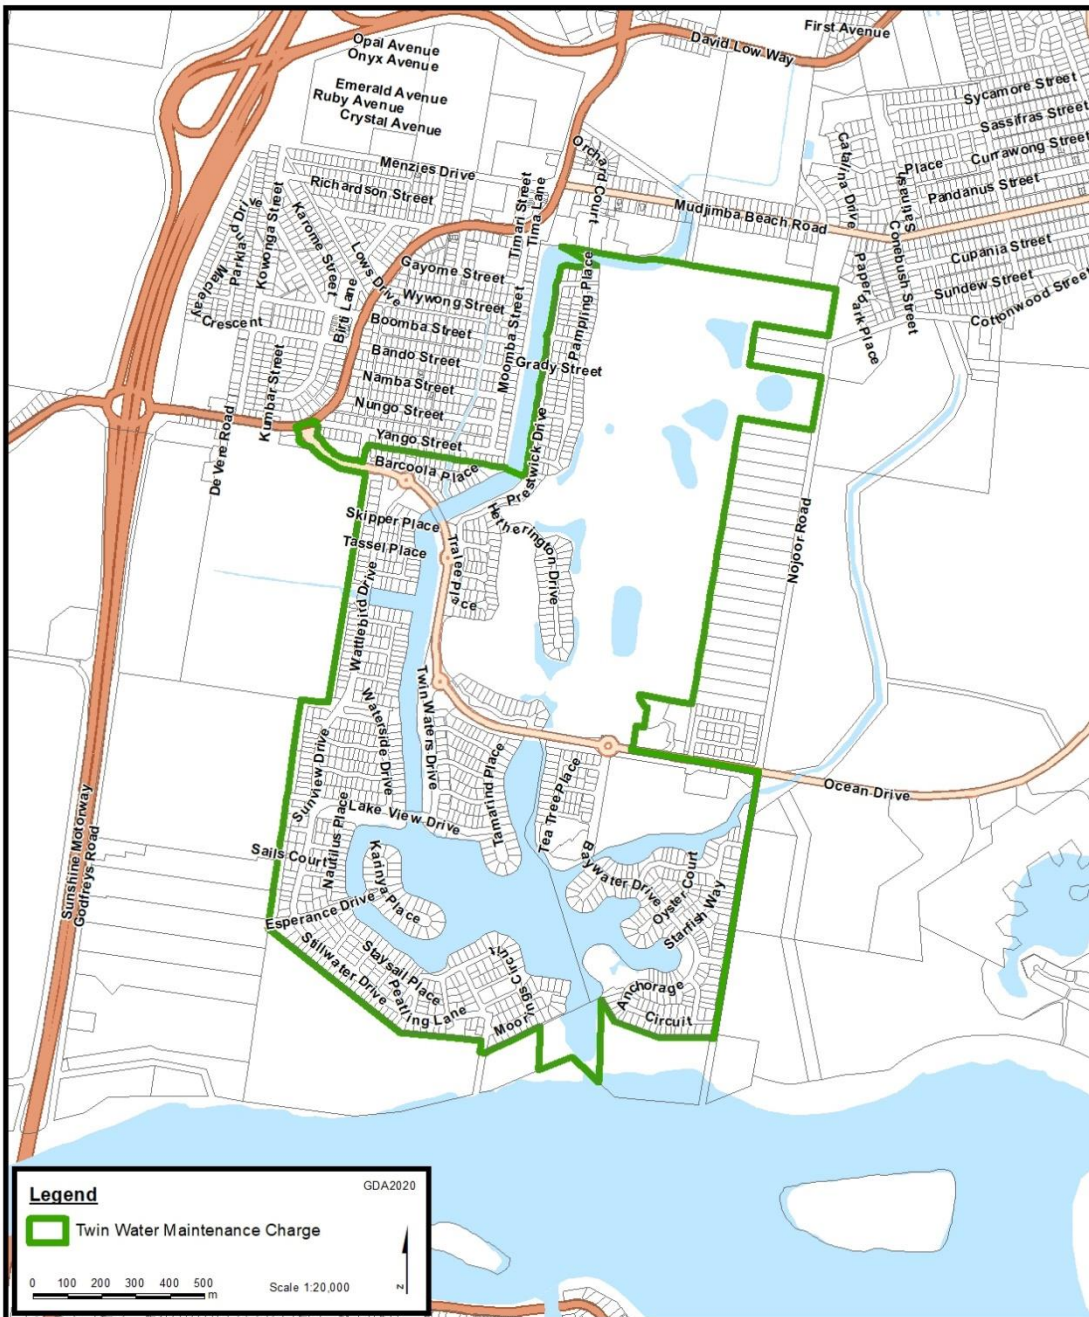 First Avenue
David Low Way
Opal Avenue
Onyx Avenue
Emerald Avenue
Ruby Avenue
Crystal Avenue
Sycamore Street
Sassifras Street
Currawong Street
Place
Pandanus Street
Saltash
Catalina Drive
Orchard Court
Menzies Drive
Richardson Street
Timari Street
Tima Lane
Mudjimba Beach Road
Conebush Street
Cupania Street
Sundew Street
Cottonwood Street
Paperbark Place
Parkland Drive
Kowonga Street
Karome Street
Lows Drive
Macleay
Crescent
Birti Lane
Gayome Street
Wywong Street
Boomba Street
Bando Street
Namba Street
Nungo Street
Yango Street
Moomba Street
Pampling Place
Grady Street
Kumbar Street
De Vere Road
Barcoola Place
Prestwick Drive
Skipper Place
Tassel Place
Tralee Place
Hetherington Drive
Nojoor Road
Wattlebird Drive
Waterside Drive
Twin Waters Drive
Sunview Drive
Lake View Drive
Tamarind Place
Tea Tree Place
Ocean Drive
Sails Court
Nautilus Place
Karinya Place
Baywater Drive
Oyster Court
Starfish Way
Esperance Drive
Stillwater Drive
Staysail Place
Peatling Lane
Moorings Circuit
Anchorage
Circuit
Sunshine Motorway
Godfreys Road
Legend
GDA2020
Twin Water Maintenance Charge
0 100 200 300 400 500
m
Scale 1:20,000
z